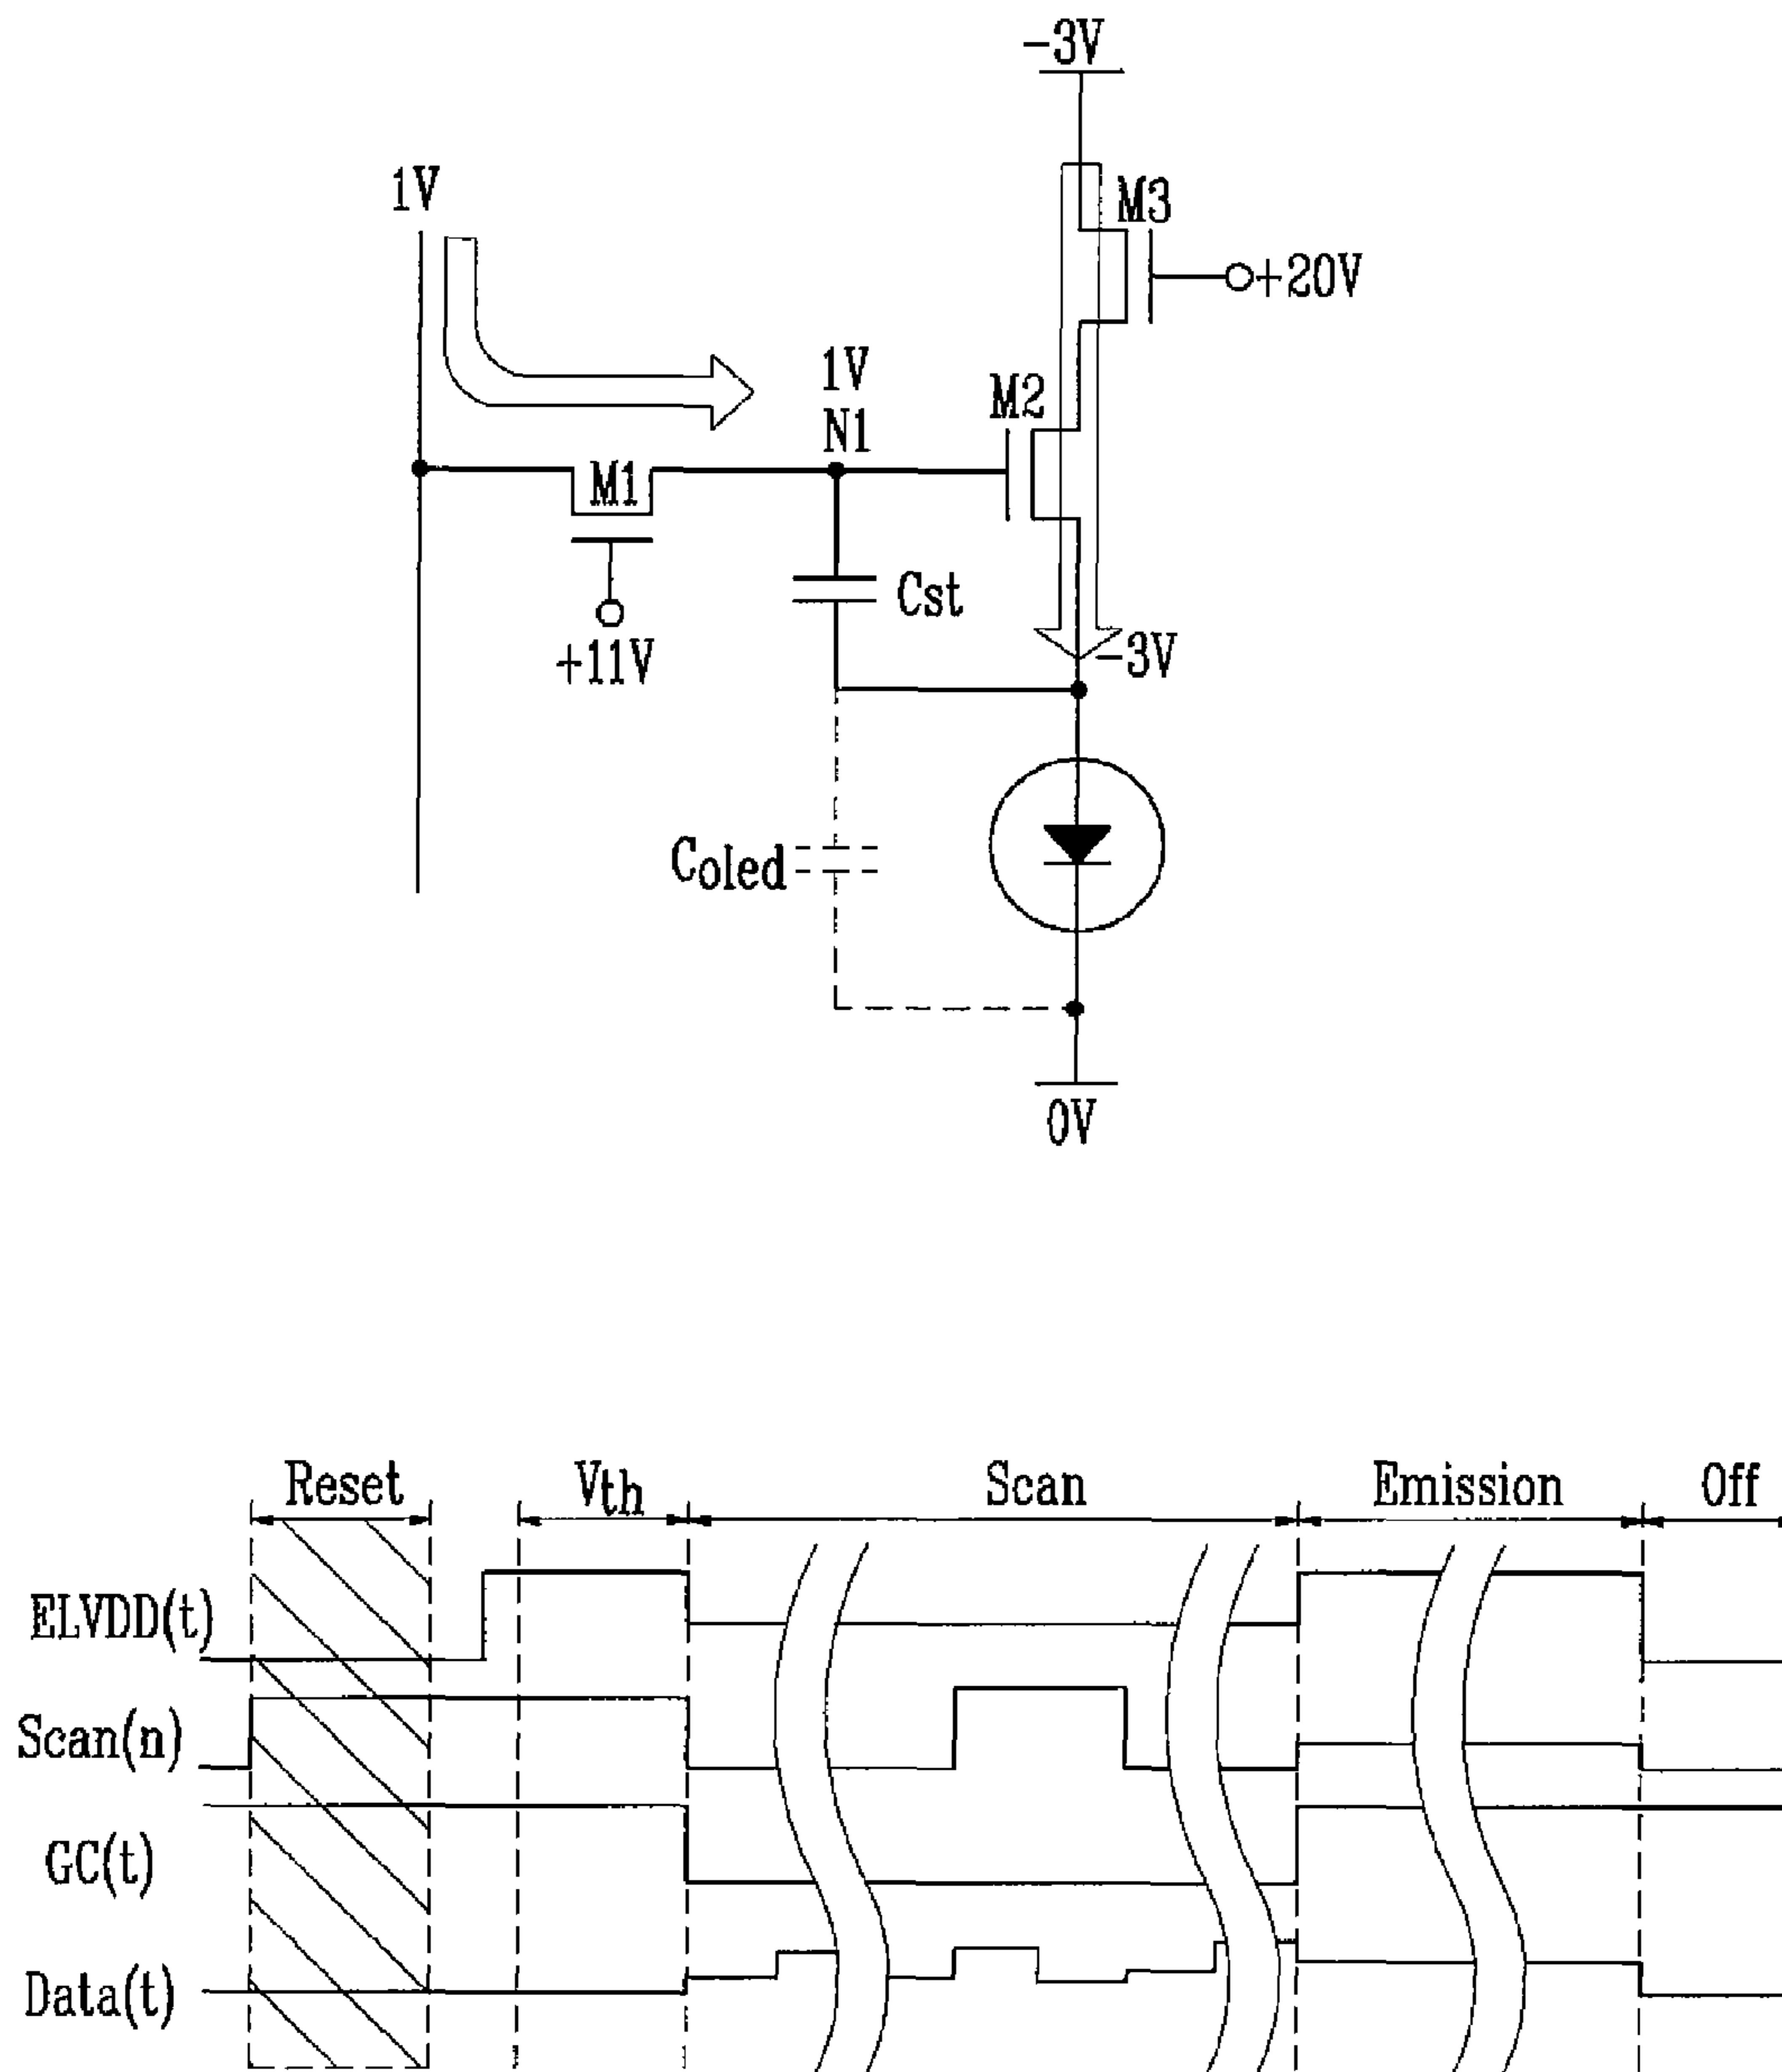 -3V
1V
M3
+20V
1V
N1
M2
M1
Cst
+11V
-3V
Coled
0V
Reset
Vth
Scan
Emission
Off
ELVDD(t)
Scan(n)
GC(t)
Data(t)